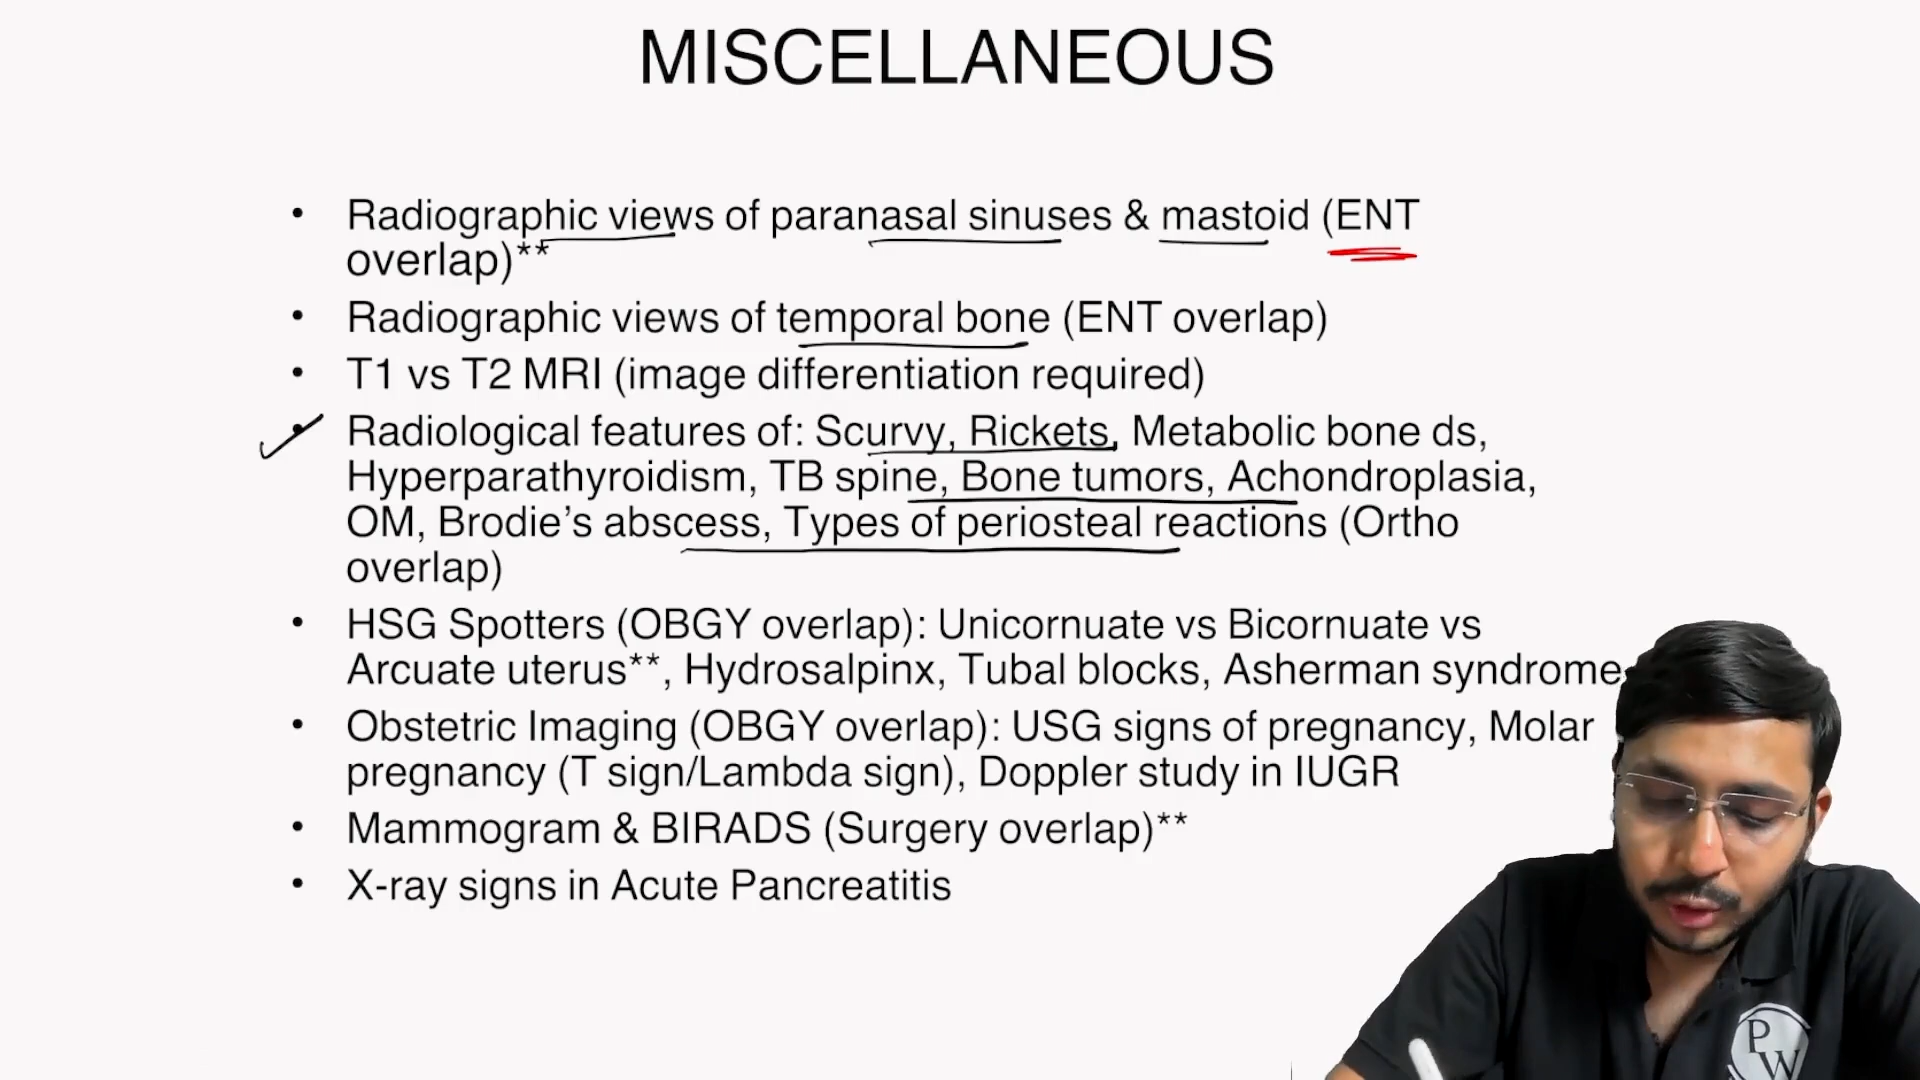 MISCELLANEOUS
• Radiographic views of paranasal sinuses & mastoid (ENT
overlap)**
• Radiographic views of temporal bone (ENT overlap)
• T1 vs T2 MRI (image differentiation required)
• Radiological features of: Scurvy, Rickets, Metabolic bone ds,
Hyperparathyroidism, TB spine, Bone tumors, Achondroplasia,
OM, Brodie’s abscess, Types of periosteal reactions (Ortho
overlap)
• HSG Spotters (OBGY overlap): Unicornuate vs Bicornuate vs
Arcuate uterus**, Hydrosalpinx, Tubal blocks, Asherman syndrome
• Obstetric Imaging (OBGY overlap): USG signs of pregnancy, Molar
pregnancy (T sign/Lambda sign), Doppler study in IUGR
• Mammogram & BIRADS (Surgery overlap)**
• X-ray signs in Acute Pancreatitis
PW